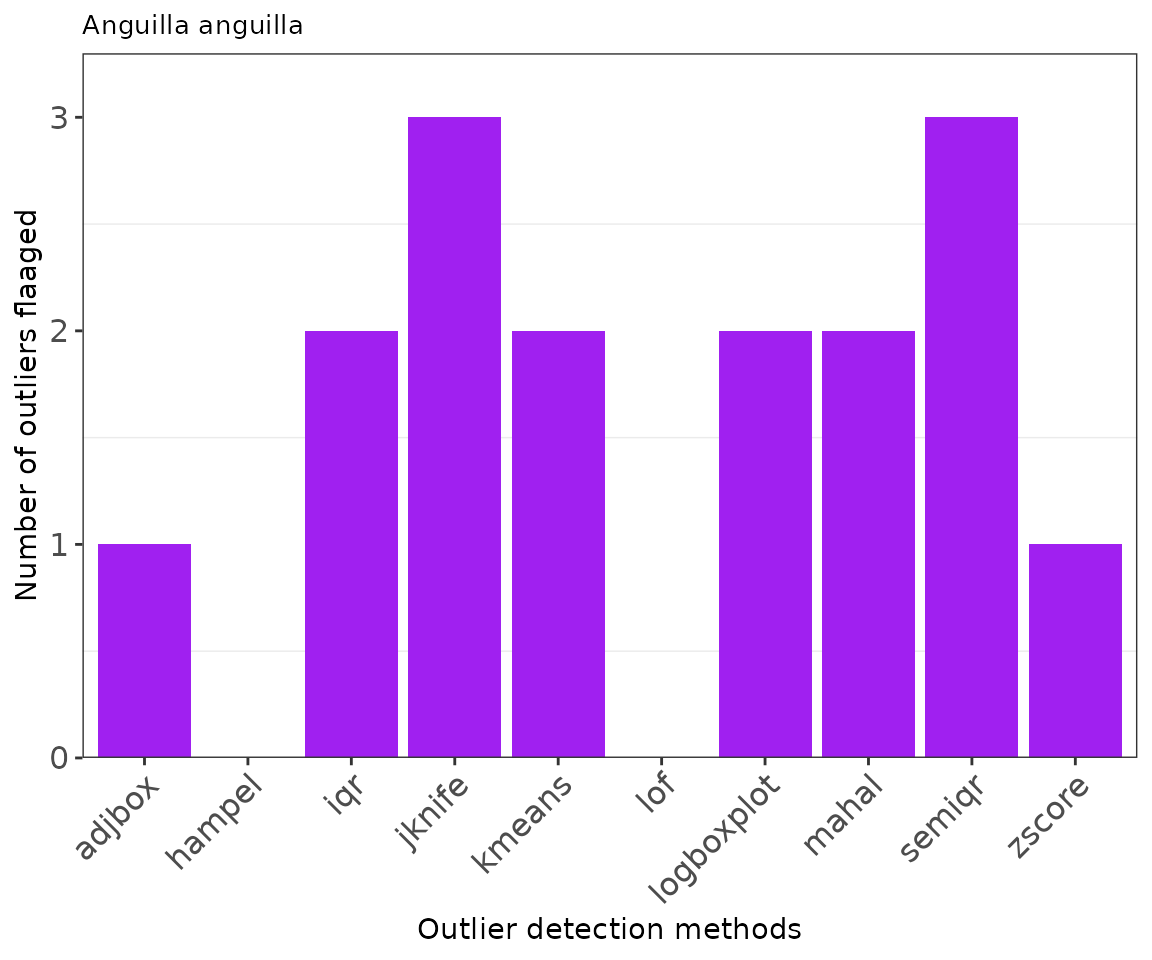 Anguilla anguilla
Number of outliers flaaged
3
2
1
0
adjbox
hampel
iqr
jknife
kmeans
lof
logboxplot
mahal
semiqr
zscore
Outlier detection methods